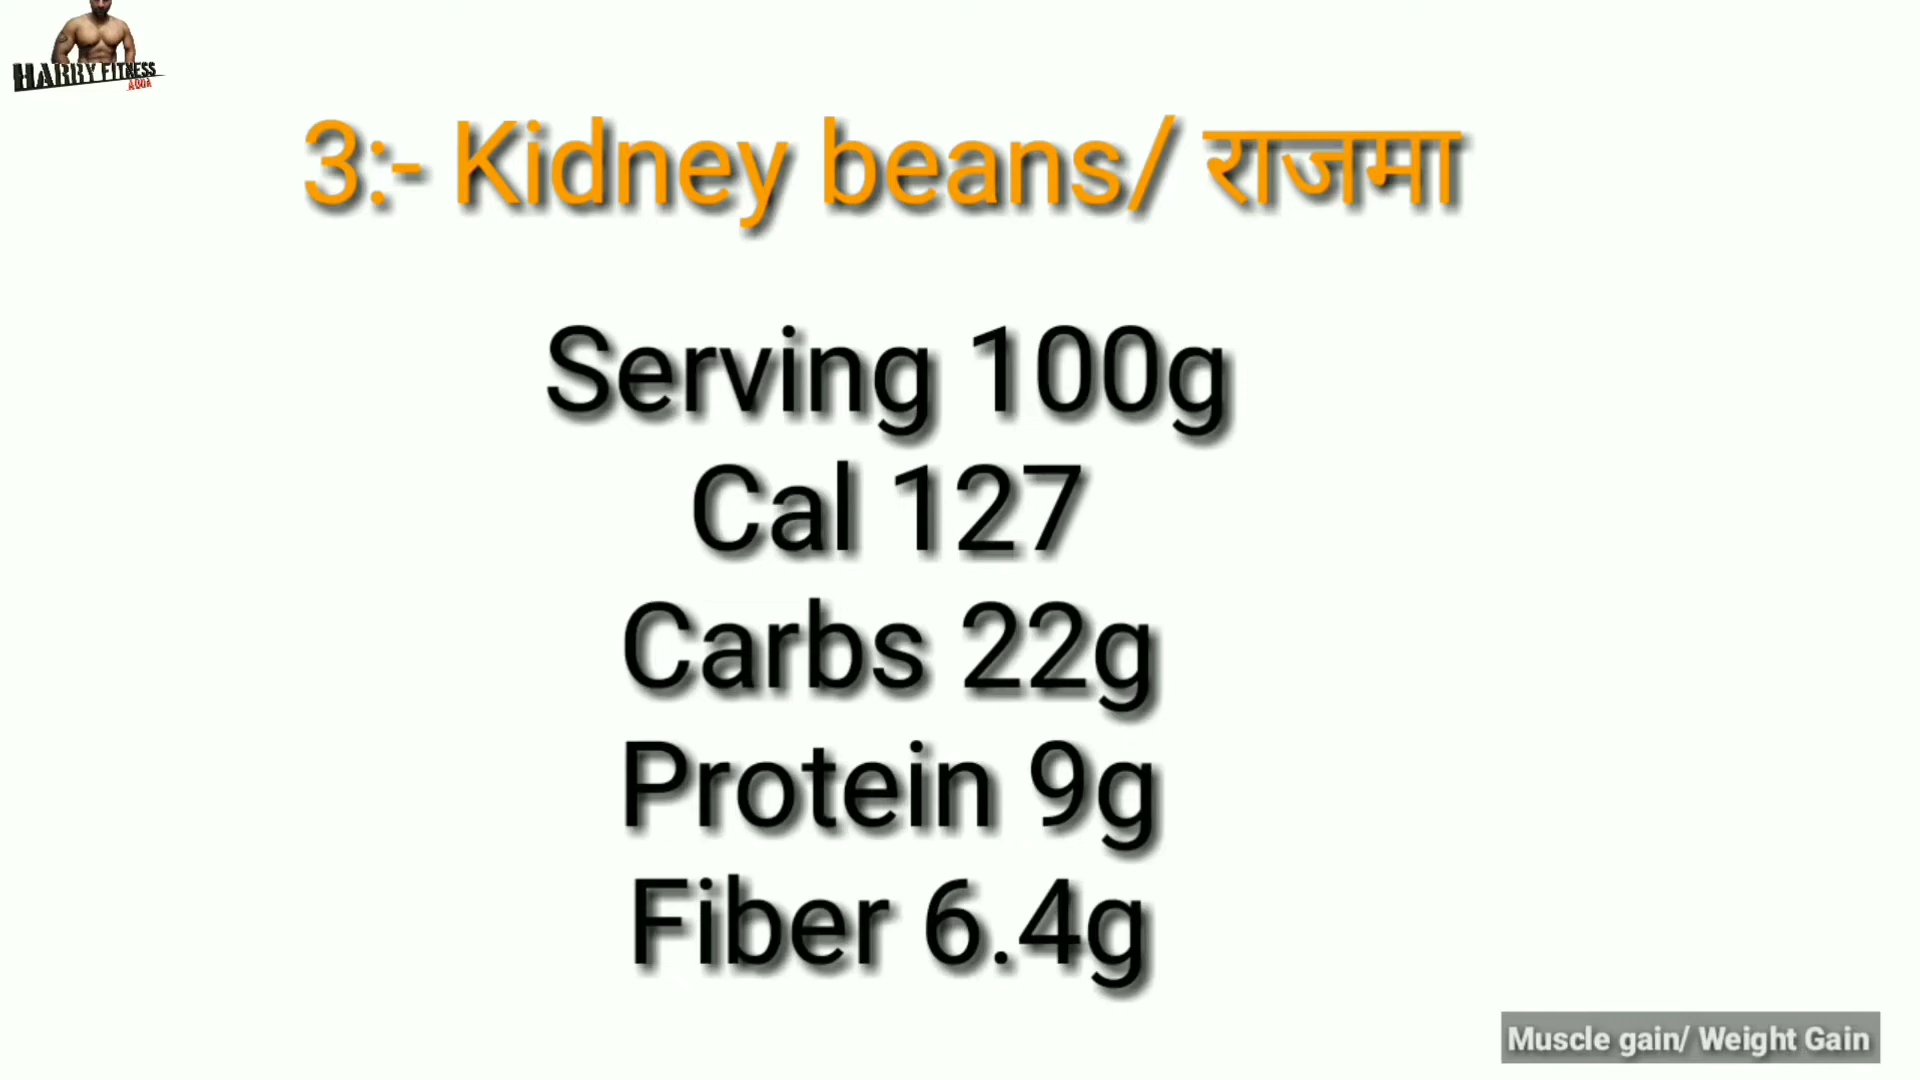 HARRY FITNESS
ADDA
3:- Kidney beans/ राजमा
Serving 100g
Cal 127
Carbs 22g
Protein 9g
Fiber 6.4g
Muscle gain/ Weight Gain